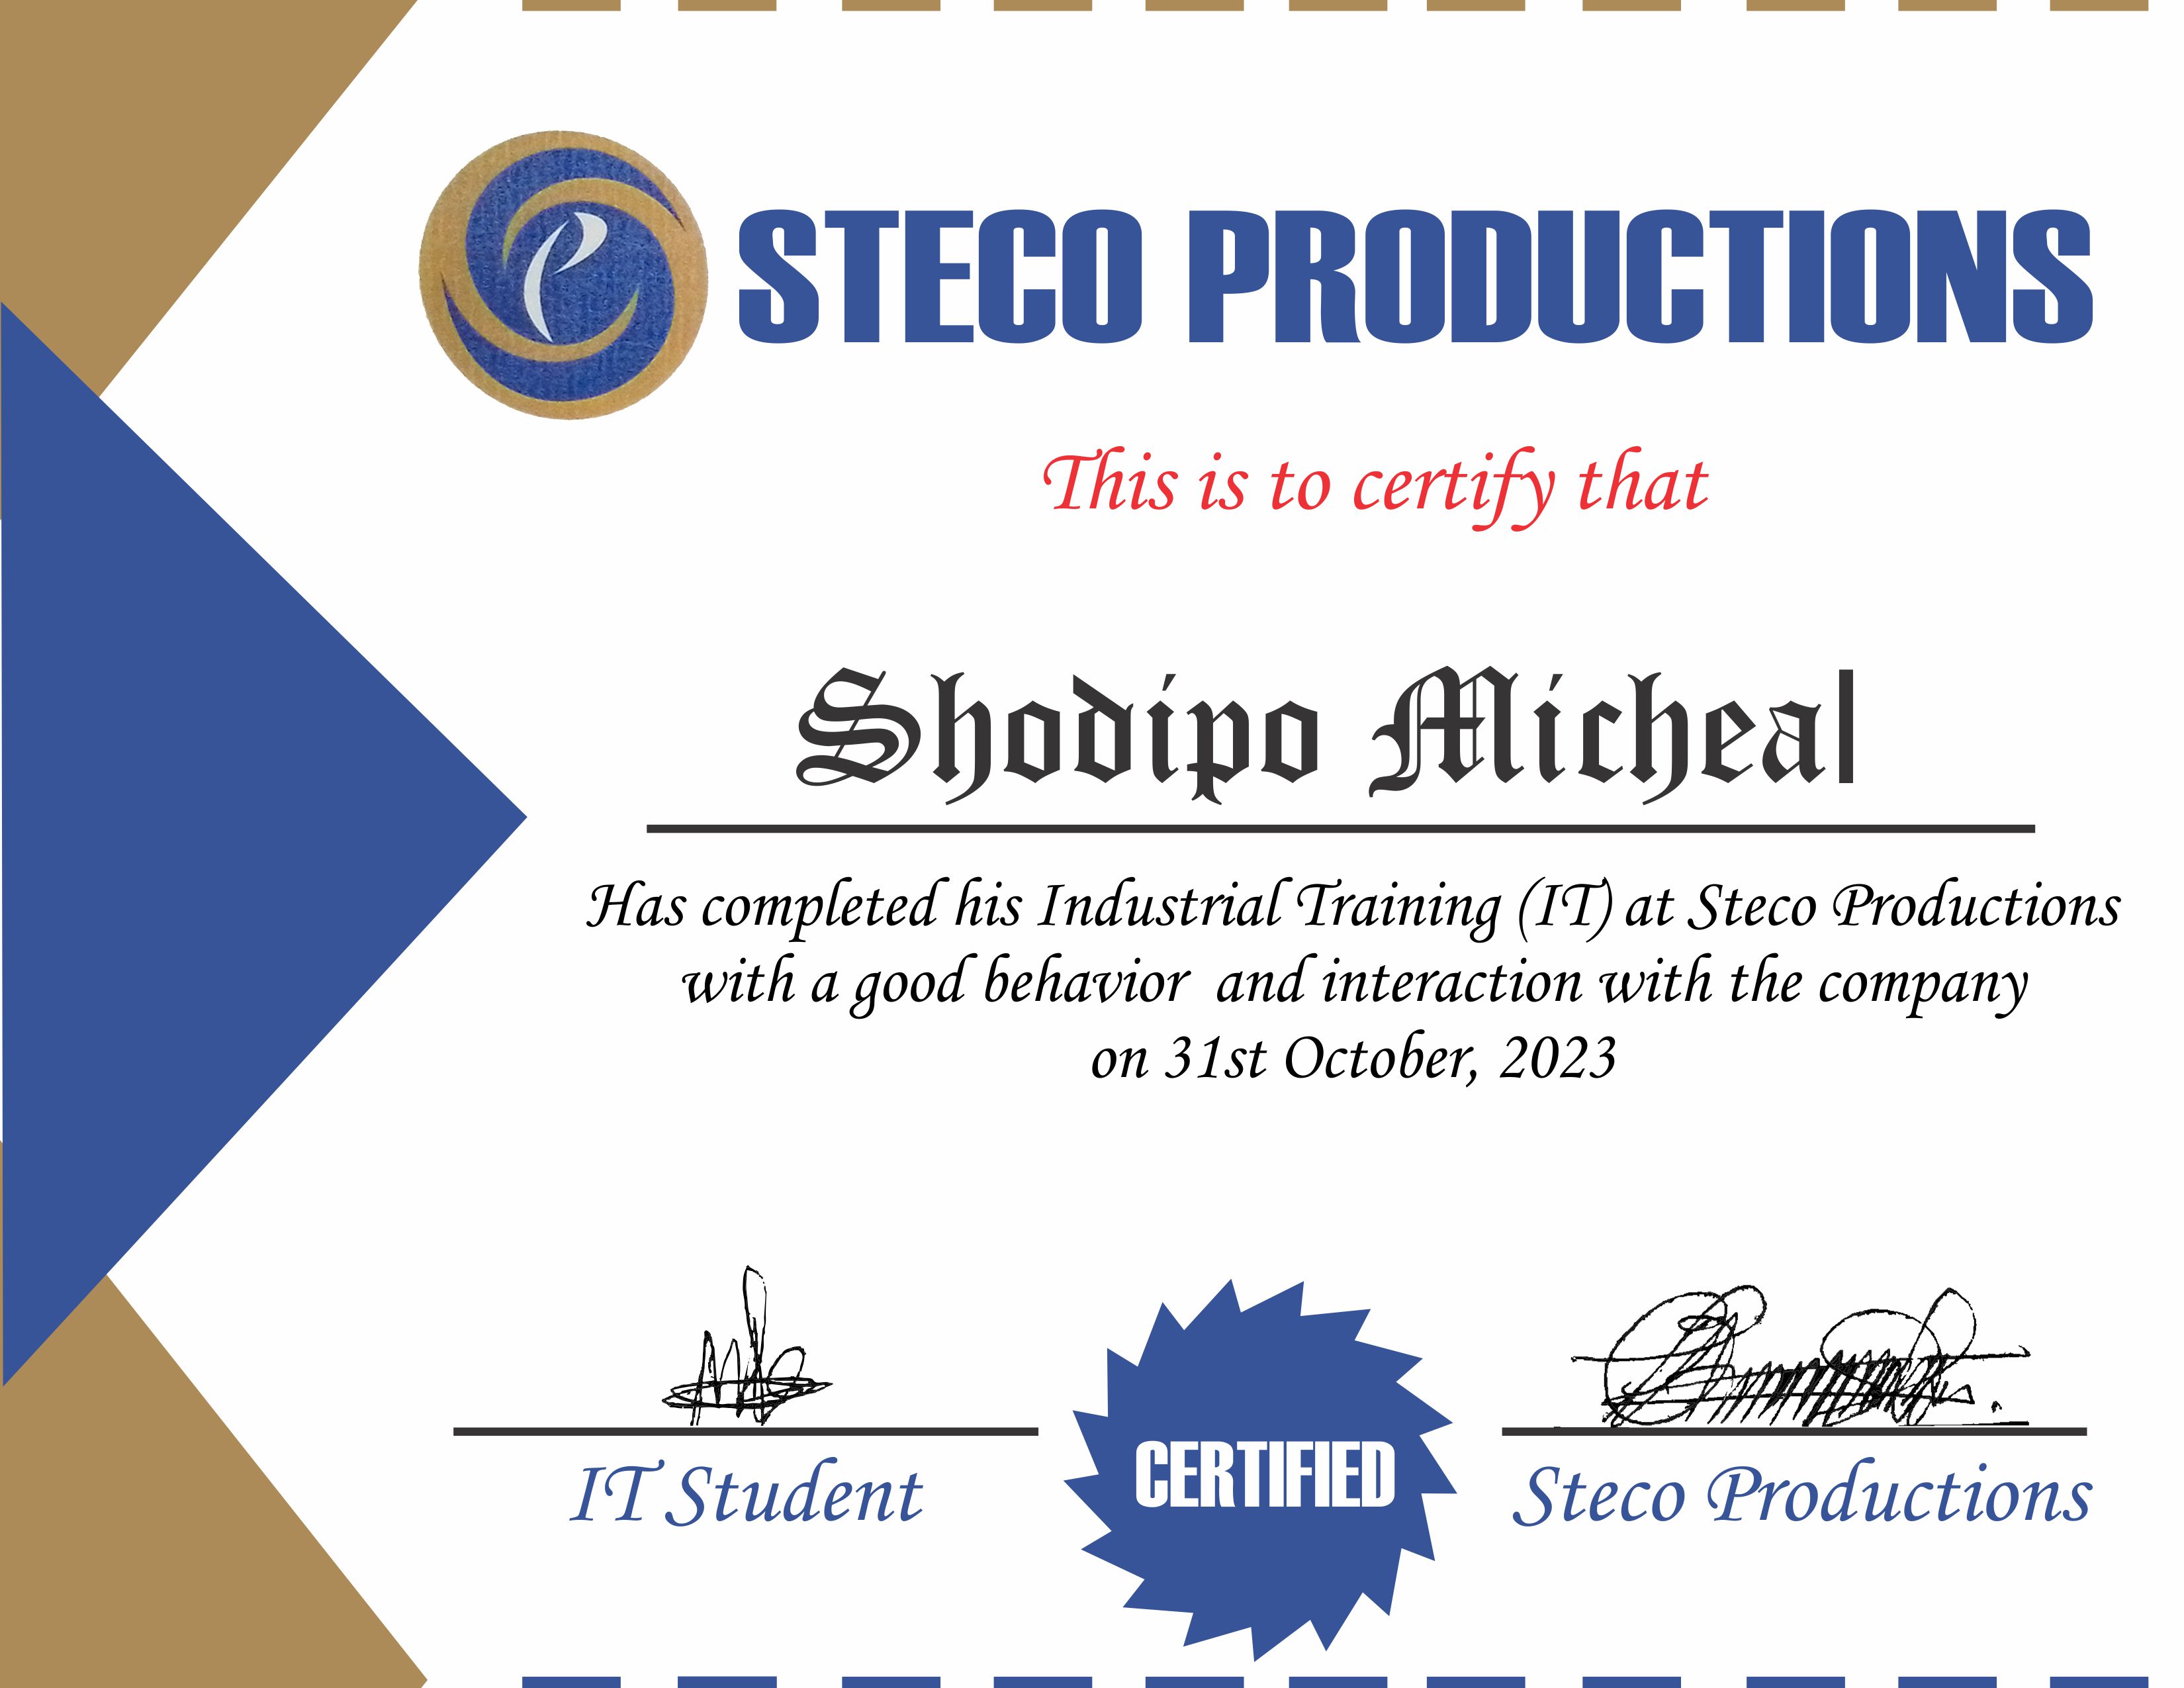 STECO PRODUCTIONS
This is to certify that
Shodipo Micheal
Has completed his Industrial Training (IT) at Steco Productions
with a good behavior and interaction with the company
on 31st October, 2023
IT Student
CERTIFIED
Steco Productions